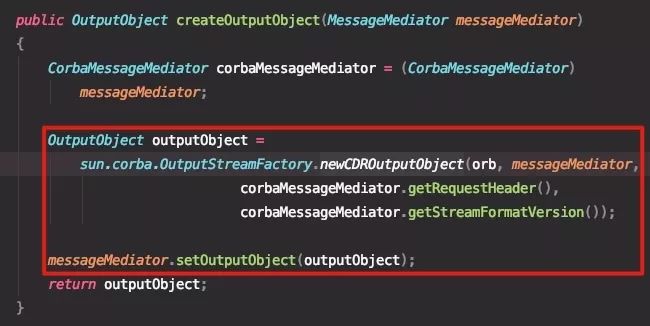 public OutputObject createOutputObject(MessageMediator messageMediator)
{
CorbaMessageMediator corbaMessageMediator = (CorbaMessageMediator)
messageMediator;
OutputObject outputObject =
sun.corba.OutputStreamFactory.newCDROutputObject(orb, messageMediator,
corbaMessageMediator.getRequestHeader(),
corbaMessageMediator.getStreamFormatVersion());
messageMediator.setOutputObject(outputObject);
return outputObject;
}